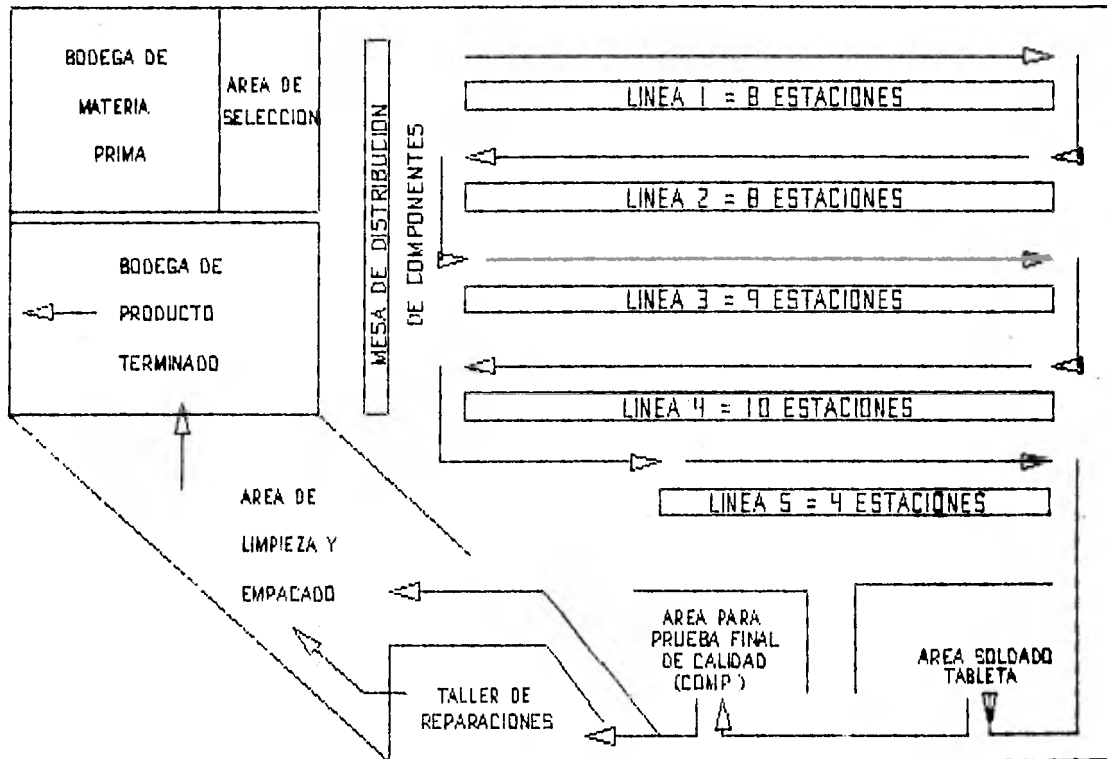 BODEGA DE
MATERIA
PRIMA
AREA DE
SELECCION
MESA DE DISTRIBUCION
DE COMPONENTES
LINEA 1 = 8 ESTACIONES
LINEA 2 = 8 ESTACIONES
LINEA 3 = 9 ESTACIONES
LINEA 4 = 10 ESTACIONES
LINEA 5 = 4 ESTACIONES
BODEGA DE
PRODUCTO
TERMINADO
AREA DE
LIMPIEZA Y
EMPACADO
TALLER DE
REPARACIONES
AREA PARA
PRUEBA FINAL
DE CALIDAD
(COMP.)
AREA SOLDADO
TABLETA